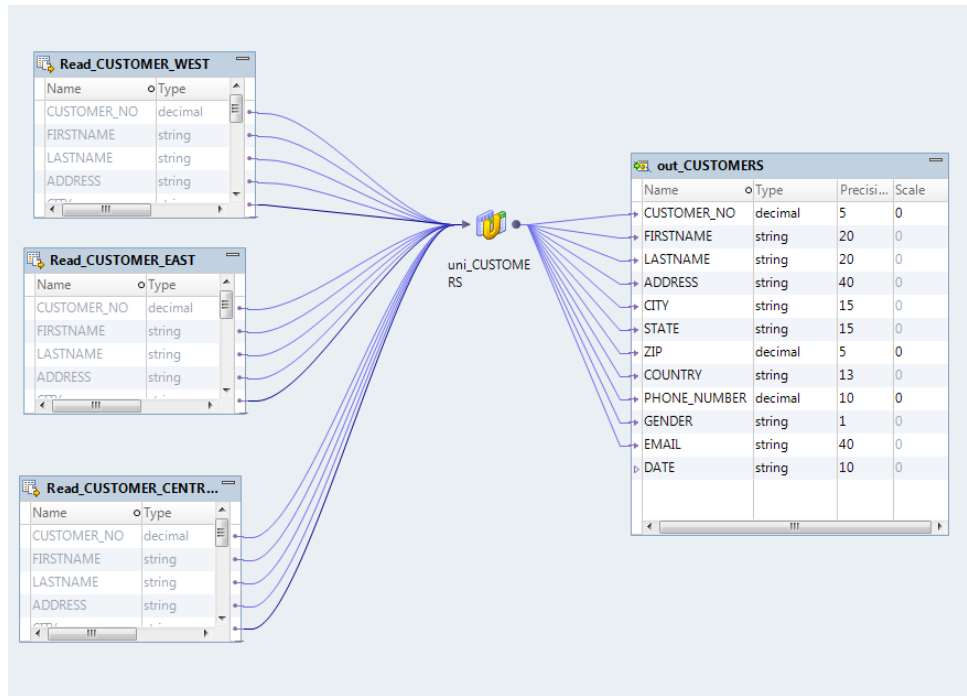 Read_CUSTOMER_WEST
Name Type
CUSTOMER_NO decimal
FIRSTNAME string
LASTNAME string
ADDRESS string
Read_CUSTOMER_EAST
Name Type
CUSTOMER_NO decimal
FIRSTNAME string
LASTNAME string
ADDRESS string
Read_CUSTOMER_CENTR...
Name Type
CUSTOMER_NO decimal
FIRSTNAME string
LASTNAME string
ADDRESS string
uni_CUSTOME
RS
out_CUSTOMERS
Name Type Precisi... Scale
CUSTOMER_NO decimal 5 0
FIRSTNAME string 20 0
LASTNAME string 20 0
ADDRESS string 40 0
CITY string 15 0
STATE string 15 0
ZIP decimal 5 0
COUNTRY string 13 0
PHONE_NUMBER decimal 10 0
GENDER string 1 0
EMAIL string 40 0
DATE string 10 0